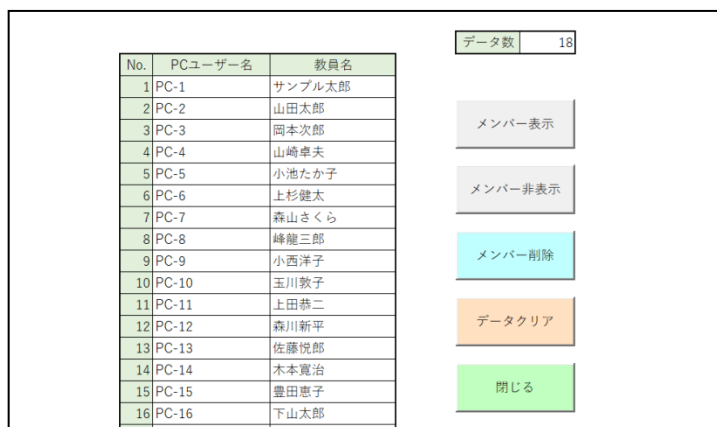 データ数 18
No. PCユーザー名 教員名
1 PC-1 サンプル太郎
2 PC-2 山田太郎
3 PC-3 岡本次郎
4 PC-4 山崎卓夫
5 PC-5 小池たか子
6 PC-6 上杉健太
7 PC-7 森山さくら
8 PC-8 峰龍三郎
9 PC-9 小西洋子
10 PC-10 玉川敦子
11 PC-11 上田恭二
12 PC-12 森川新平
13 PC-13 佐藤悦郎
14 PC-14 木本寛治
15 PC-15 豊田恵子
16 PC-16 下山太郎
メンバー表示
メンバー非表示
メンバー削除
データクリア
閉じる